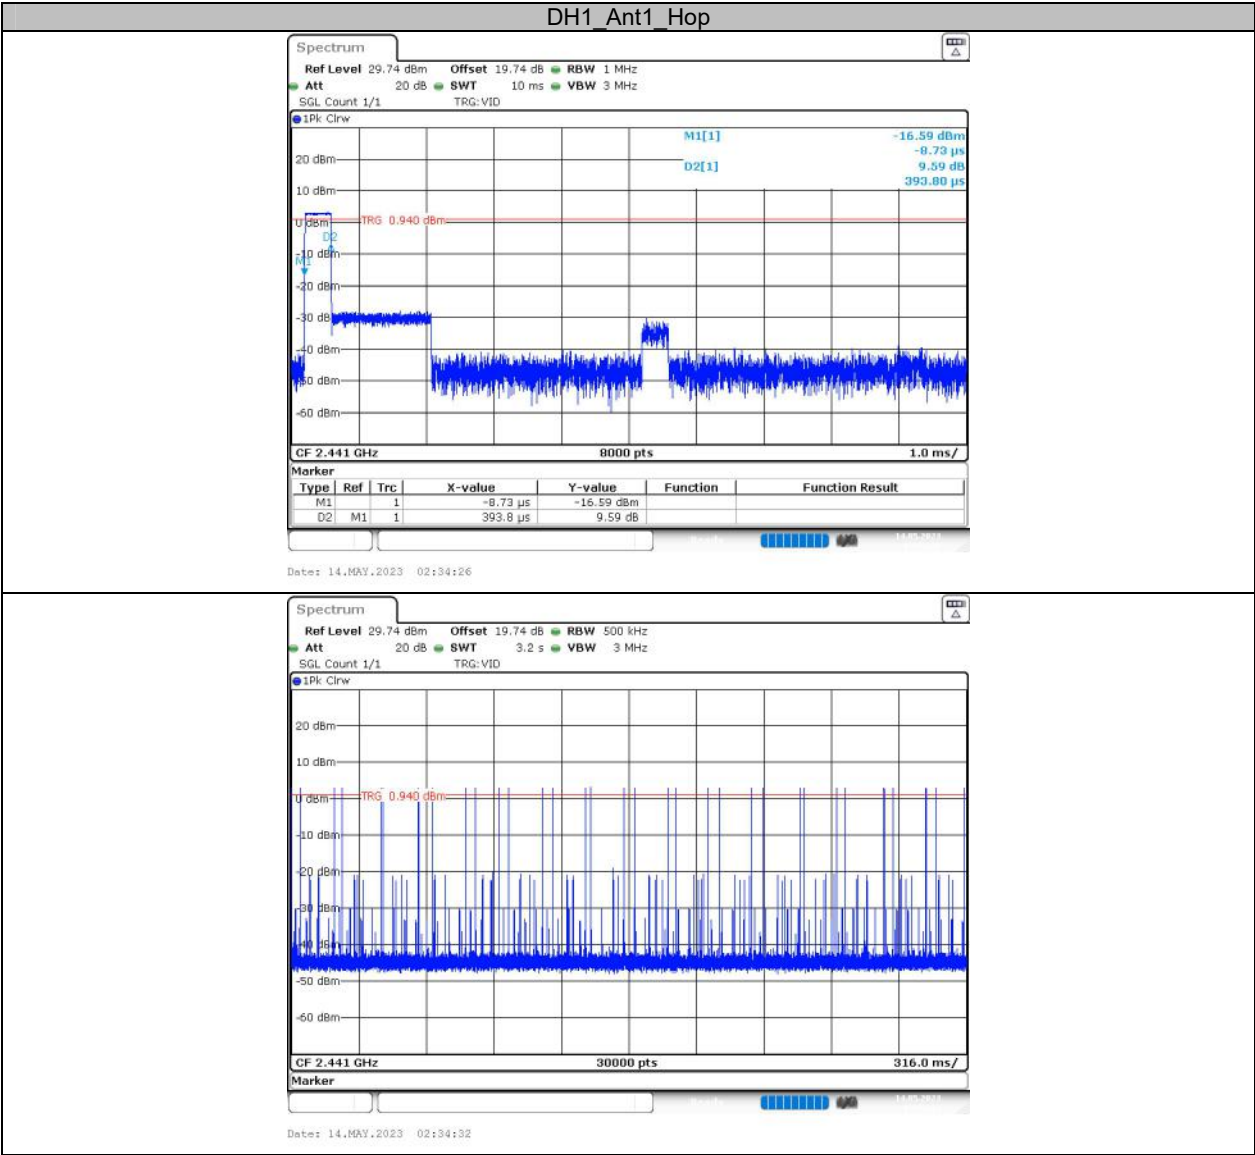 DH1_Ant1_Hop
Spectrum
Ref Level 29.74 dBm Offset 19.74 dB RBW 1 MHz
Att 20 dB SWT 10 ms VBW 3 MHz
SGL Count 1/1 TRG:VID
1Pk Clrw
M1[1] -16.59 dBm
-8.73 µs
20 dBm
D2[1] 9.59 dB
393.80 µs
10 dBm
0 dBm
TRG 0.940 dBm
D2
-10 dBm
M1
-20 dBm
-30 dB
-40 dBm
-50 dBm
-60 dBm
CF 2.441 GHz 8000 pts 1.0 ms/
Marker
Type Ref Trc X-value Y-value Function Function Result
M1 1 -8.73 µs -16.59 dBm
D2 M1 1 393.8 µs 9.59 dB
Date: 14.MAY.2023 02:34:26
Spectrum
Ref Level 29.74 dBm Offset 19.74 dB RBW 500 kHz
Att 20 dB SWT 3.2 s VBW 3 MHz
SGL Count 1/1 TRG:VID
1Pk Clrw
20 dBm
10 dBm
0 dBm
TRG 0.940 dBm
-10 dBm
-20 dBm
-30 dBm
-40 dBm
-50 dBm
-60 dBm
CF 2.441 GHz 30000 pts 316.0 ms/
Marker
Date: 14.MAY.2023 02:34:32